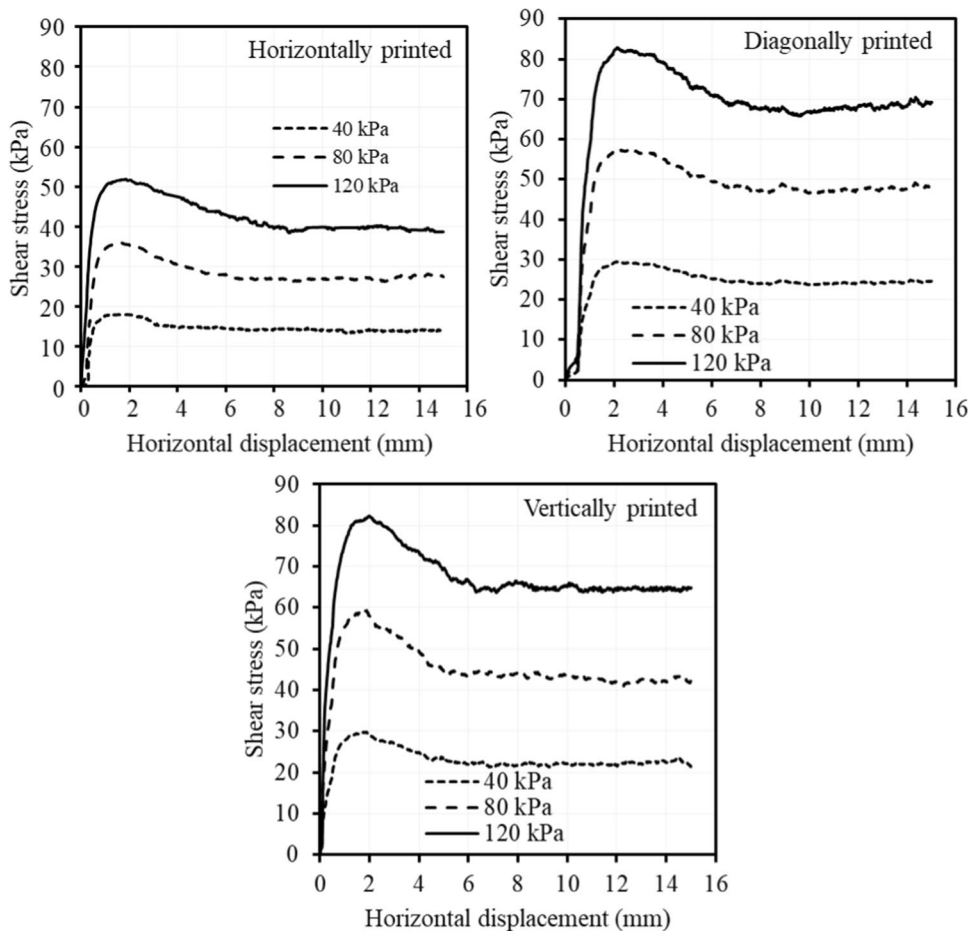 Horizontally printed
40 kPa
80 kPa
120 kPa
Shear stress (kPa)
90
80
70
60
50
40
30
20
10
0
0 2 4 6 8 10 12 14 16
Horizontal displacement (mm)
Diagonally printed
40 kPa
80 kPa
120 kPa
Shear stress (kPa)
90
80
70
60
50
40
30
20
10
0
0 2 4 6 8 10 12 14 16
Horizontal displacement (mm)
Vertically printed
40 kPa
80 kPa
120 kPa
Shear stress (kPa)
90
80
70
60
50
40
30
20
10
0
0 2 4 6 8 10 12 14 16
Horizontal displacement (mm)